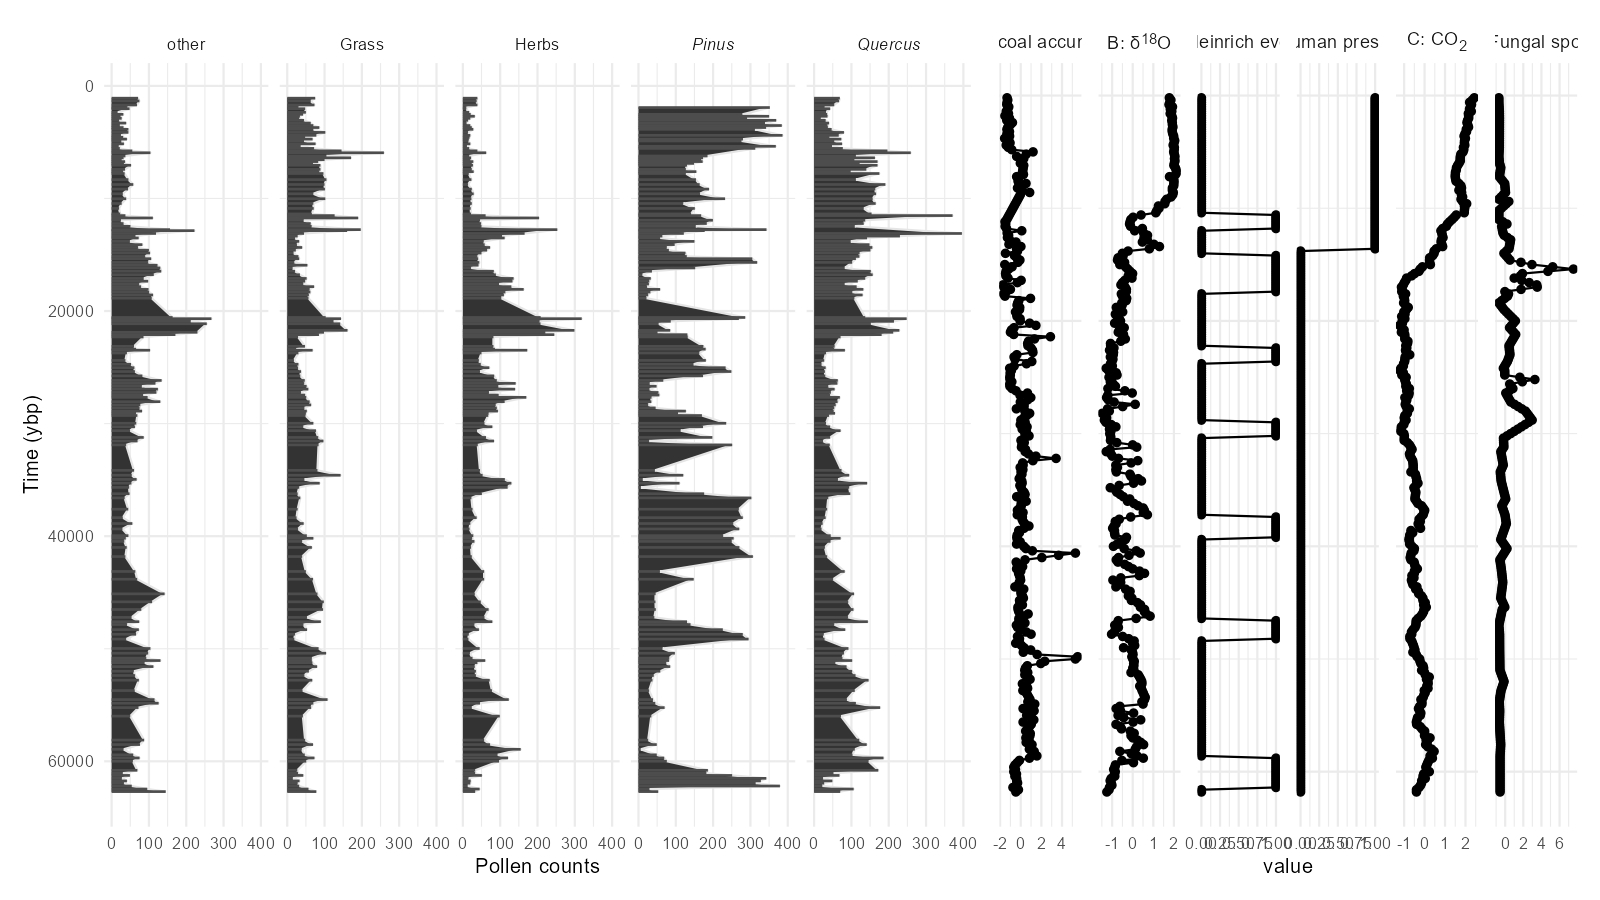 other Grass Herbs Pinus Quercus coal accur B: δ¹⁸O leinrich ev uman pres C: CO₂ Fungal spo
0
20000
40000
60000
Time (ybp)
0 100 200 300 400 0 100 200 300 400 0 100 200 300 400 0 100 200 300 400 0 100 200 300 400 -2 0 2 4 -1 0 1 2 -1 0 1 2 0 2 4 6
Pollen counts value